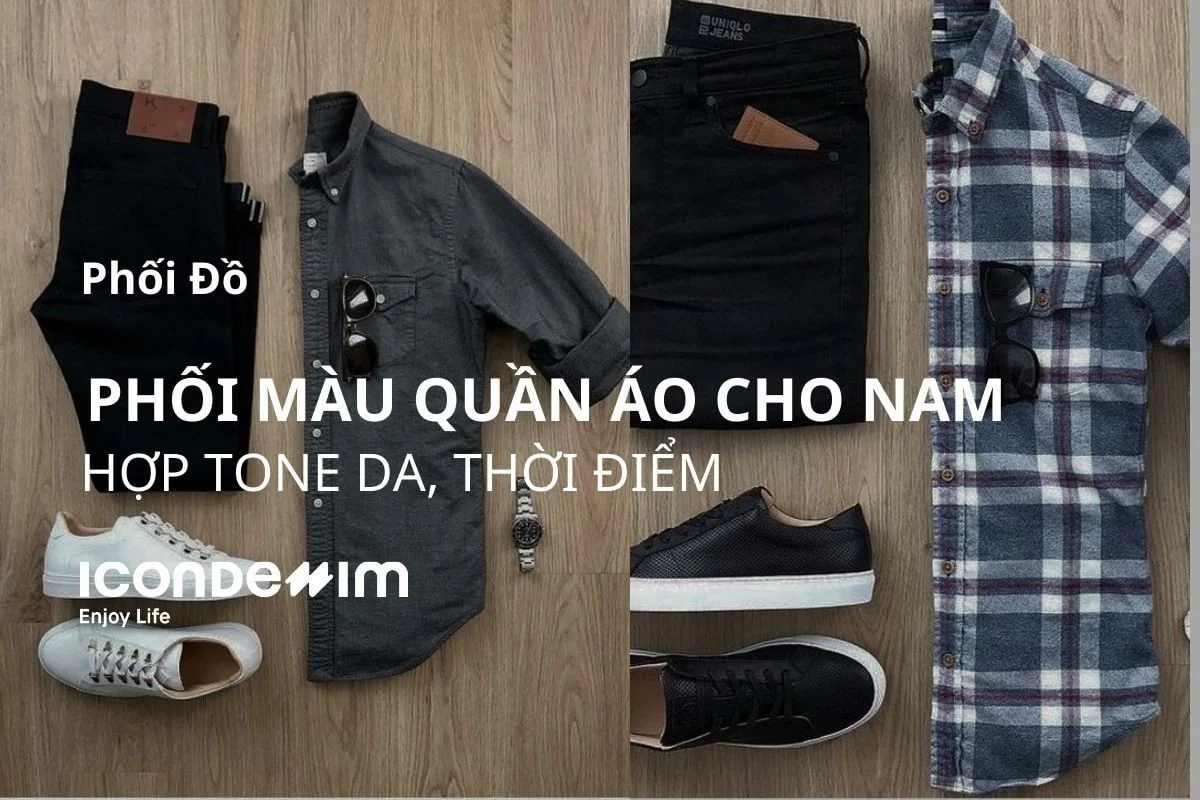 UNIQLO
JEANS
Phối Đồ
PHỐI MÀU QUẦN ÁO CHO NAM
HỢP TONE DA, THỜI ĐIỂM
ICONDENIM
Enjoy Life